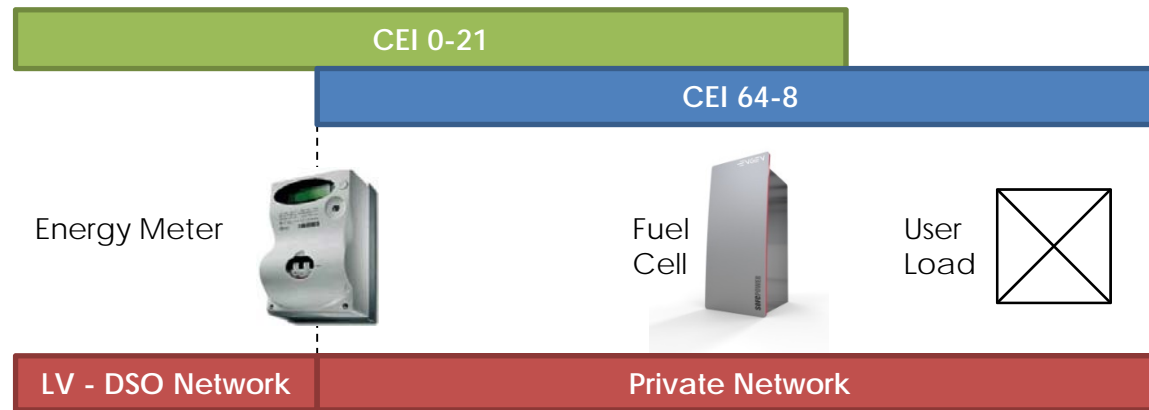 CEI 0-21
CEI 64-8
Energy Meter
Fuel
Cell
User
Load
LV - DSO Network
Private Network